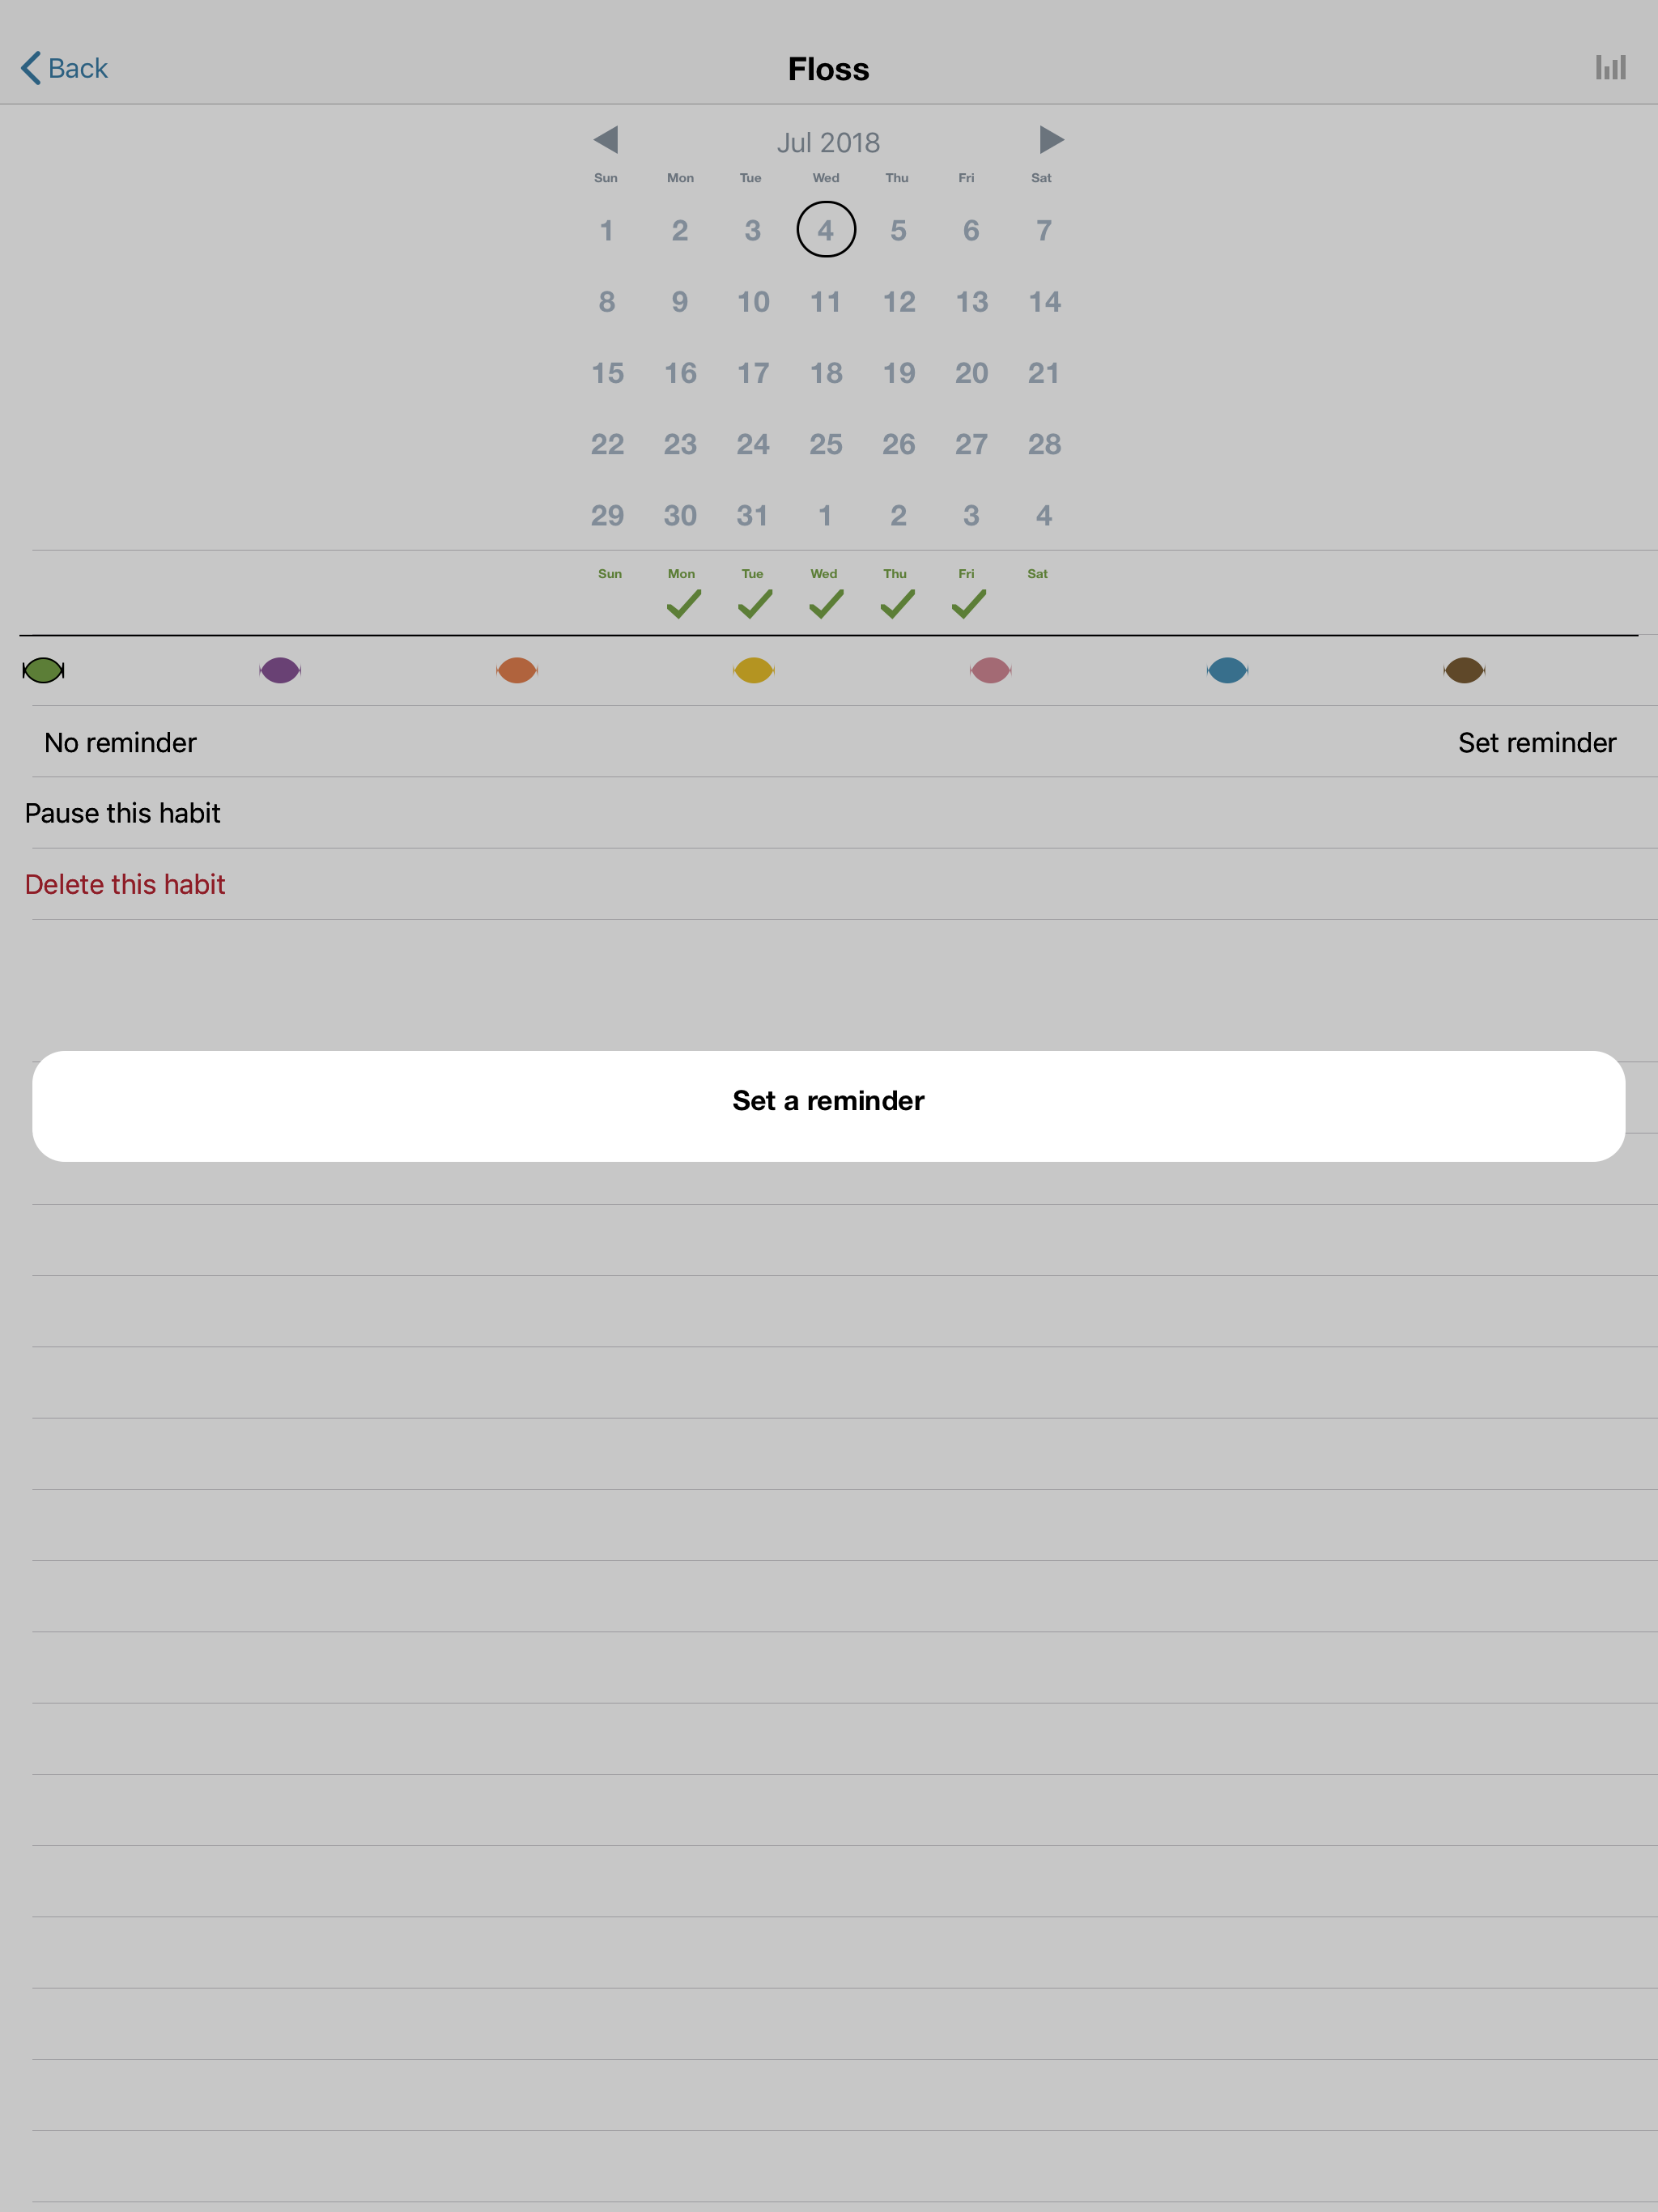 Back Floss
Jul 2018
Sun Mon Tue Wed Thu Fri Sat
1 2 3 4 5 6 7
8 9 10 11 12 13 14
15 16 17 18 19 20 21
22 23 24 25 26 27 28
29 30 31 1 2 3 4
Sun Mon Tue Wed Thu Fri Sat
No reminder Set reminder
Pause this habit
Delete this habit
Set a reminder